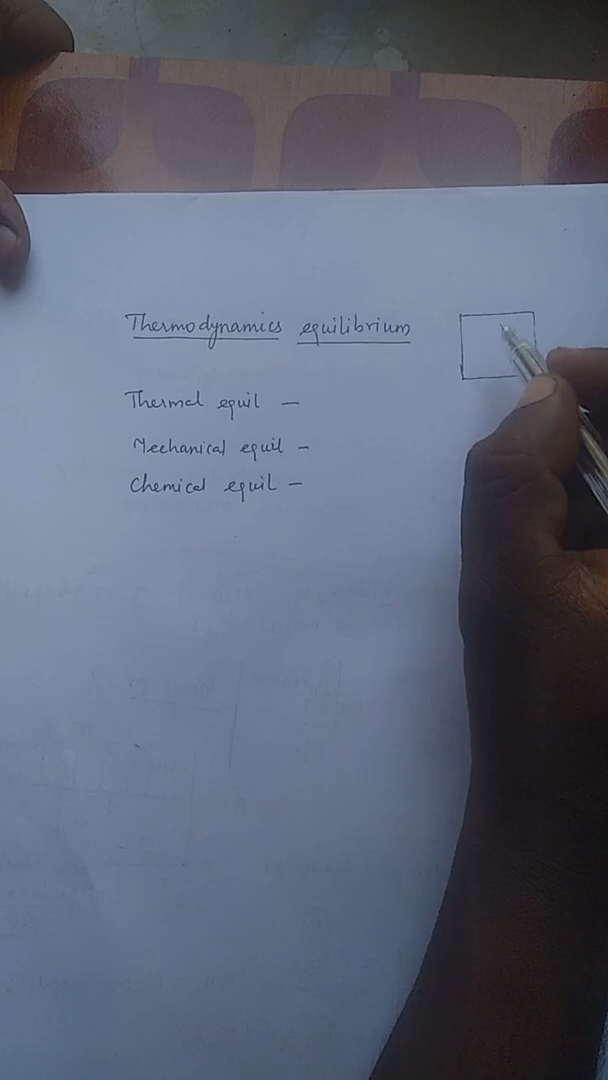 Thermodynamics equilibrium
Thermal equil —
Mechanical equil —
Chemical equil —